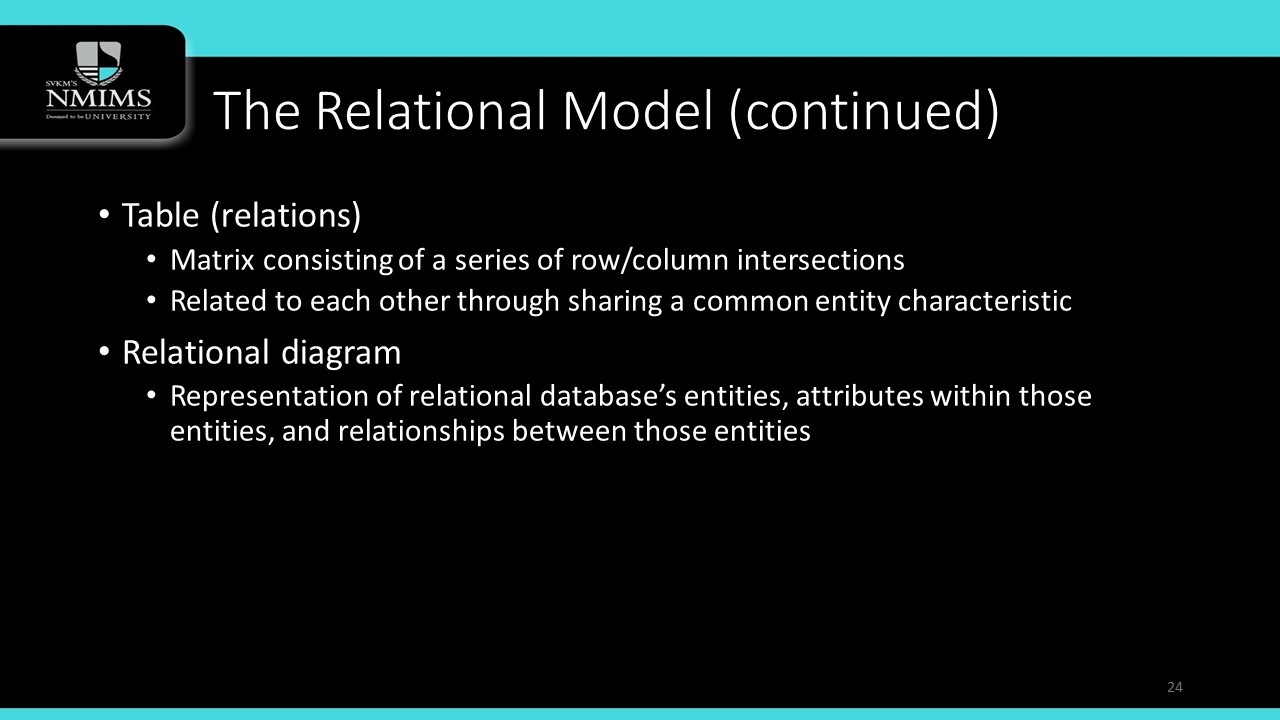 SVKM'S
NMIMS
Deemed to be UNIVERSITY
The Relational Model (continued)
• Table (relations)
• Matrix consisting of a series of row/column intersections
• Related to each other through sharing a common entity characteristic
• Relational diagram
• Representation of relational database’s entities, attributes within those
entities, and relationships between those entities
24